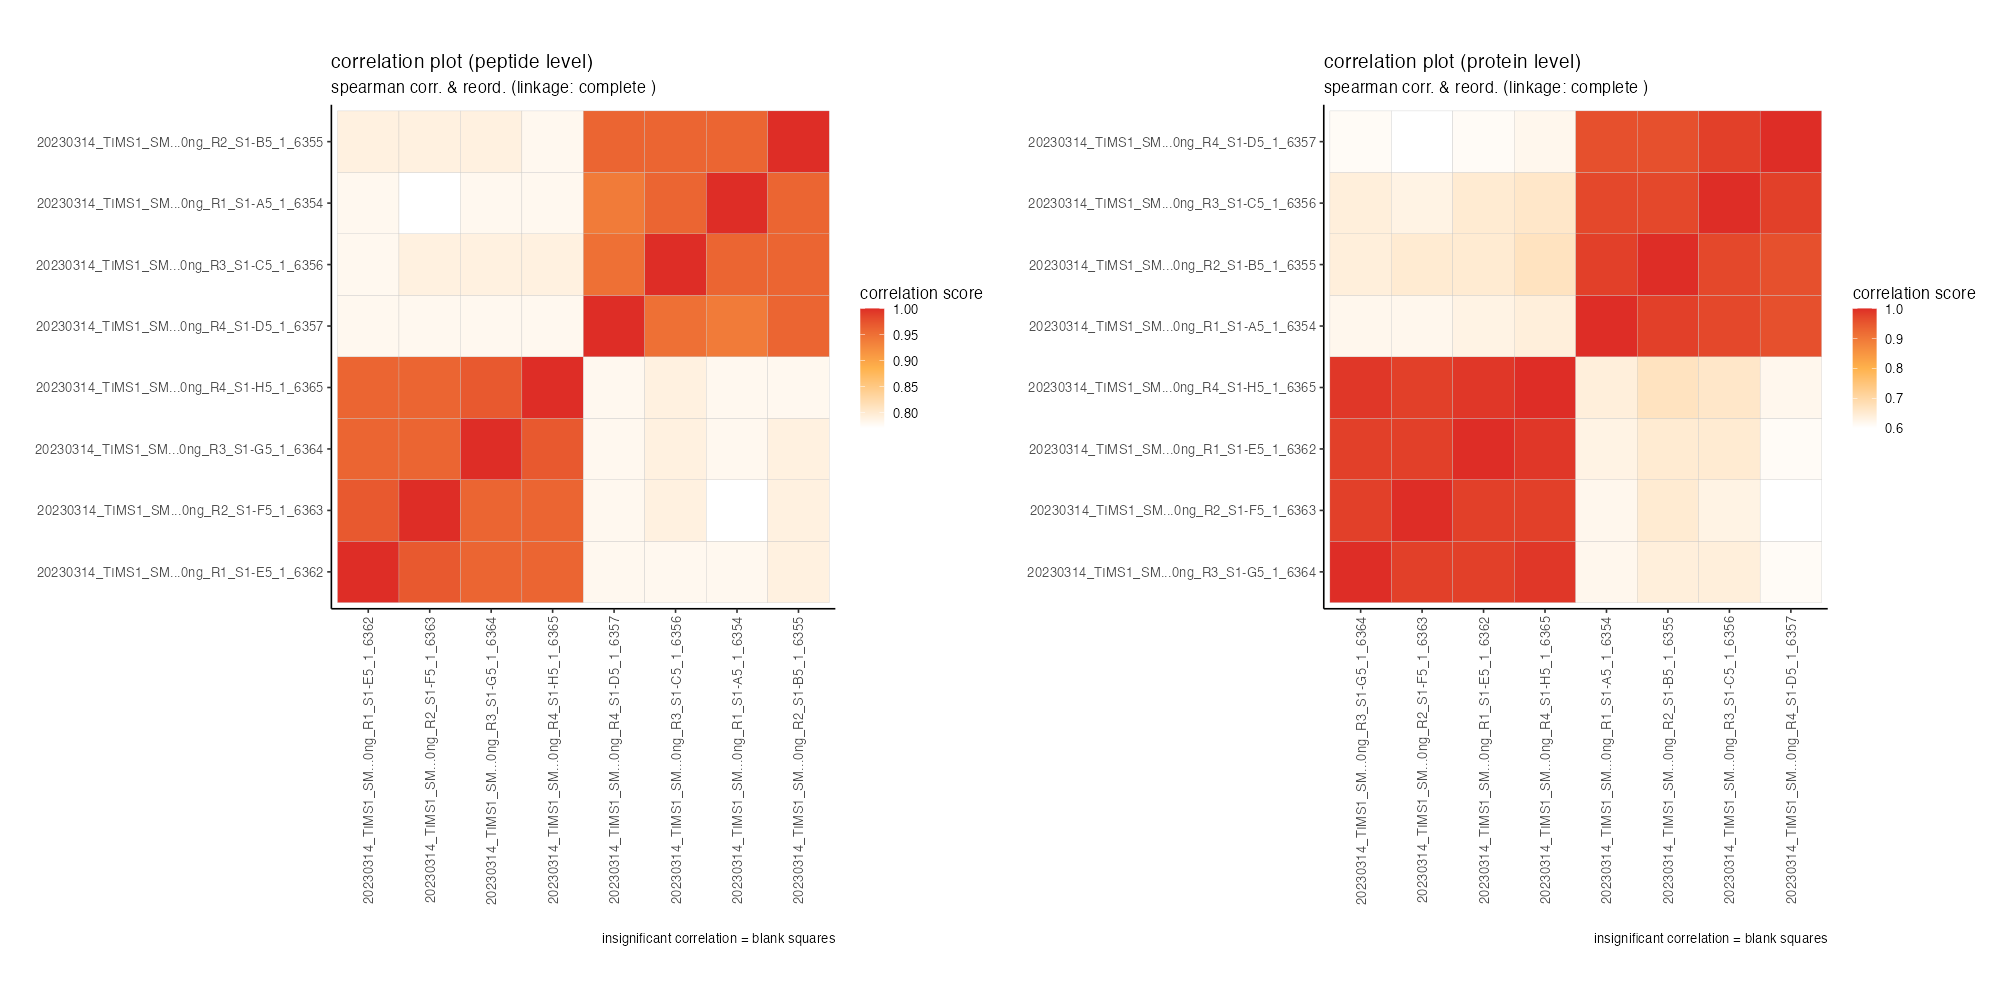 correlation plot (peptide level)
spearman corr. & reord. (linkage: complete )
20230314_TIMS1_SM...0ng_R2_S1-B5_1_6355
20230314_TIMS1_SM...0ng_R1_S1-A5_1_6354
20230314_TIMS1_SM...0ng_R3_S1-C5_1_6356
20230314_TIMS1_SM...0ng_R4_S1-D5_1_6357
20230314_TIMS1_SM...0ng_R4_S1-H5_1_6365
20230314_TIMS1_SM...0ng_R3_S1-G5_1_6364
20230314_TIMS1_SM...0ng_R2_S1-F5_1_6363
20230314_TIMS1_SM...0ng_R1_S1-E5_1_6362
20230314_TIMS1_SM...0ng_R1_S1-E5_1_6362
20230314_TIMS1_SM...0ng_R2_S1-F5_1_6363
20230314_TIMS1_SM...0ng_R3_S1-G5_1_6364
20230314_TIMS1_SM...0ng_R4_S1-H5_1_6365
20230314_TIMS1_SM...0ng_R4_S1-D5_1_6357
20230314_TIMS1_SM...0ng_R3_S1-C5_1_6356
20230314_TIMS1_SM...0ng_R1_S1-A5_1_6354
20230314_TIMS1_SM...0ng_R2_S1-B5_1_6355
correlation score
1.00
0.95
0.90
0.85
0.80
insignificant correlation = blank squares
correlation plot (protein level)
spearman corr. & reord. (linkage: complete )
20230314_TIMS1_SM...0ng_R4_S1-D5_1_6357
20230314_TIMS1_SM...0ng_R3_S1-C5_1_6356
20230314_TIMS1_SM...0ng_R2_S1-B5_1_6355
20230314_TIMS1_SM...0ng_R1_S1-A5_1_6354
20230314_TIMS1_SM...0ng_R4_S1-H5_1_6365
20230314_TIMS1_SM...0ng_R1_S1-E5_1_6362
20230314_TIMS1_SM...0ng_R2_S1-F5_1_6363
20230314_TIMS1_SM...0ng_R3_S1-G5_1_6364
20230314_TIMS1_SM...0ng_R3_S1-G5_1_6364
20230314_TIMS1_SM...0ng_R2_S1-F5_1_6363
20230314_TIMS1_SM...0ng_R1_S1-E5_1_6362
20230314_TIMS1_SM...0ng_R4_S1-H5_1_6365
20230314_TIMS1_SM...0ng_R1_S1-A5_1_6354
20230314_TIMS1_SM...0ng_R2_S1-B5_1_6355
20230314_TIMS1_SM...0ng_R3_S1-C5_1_6356
20230314_TIMS1_SM...0ng_R4_S1-D5_1_6357
correlation score
1.0
0.9
0.8
0.7
0.6
insignificant correlation = blank squares